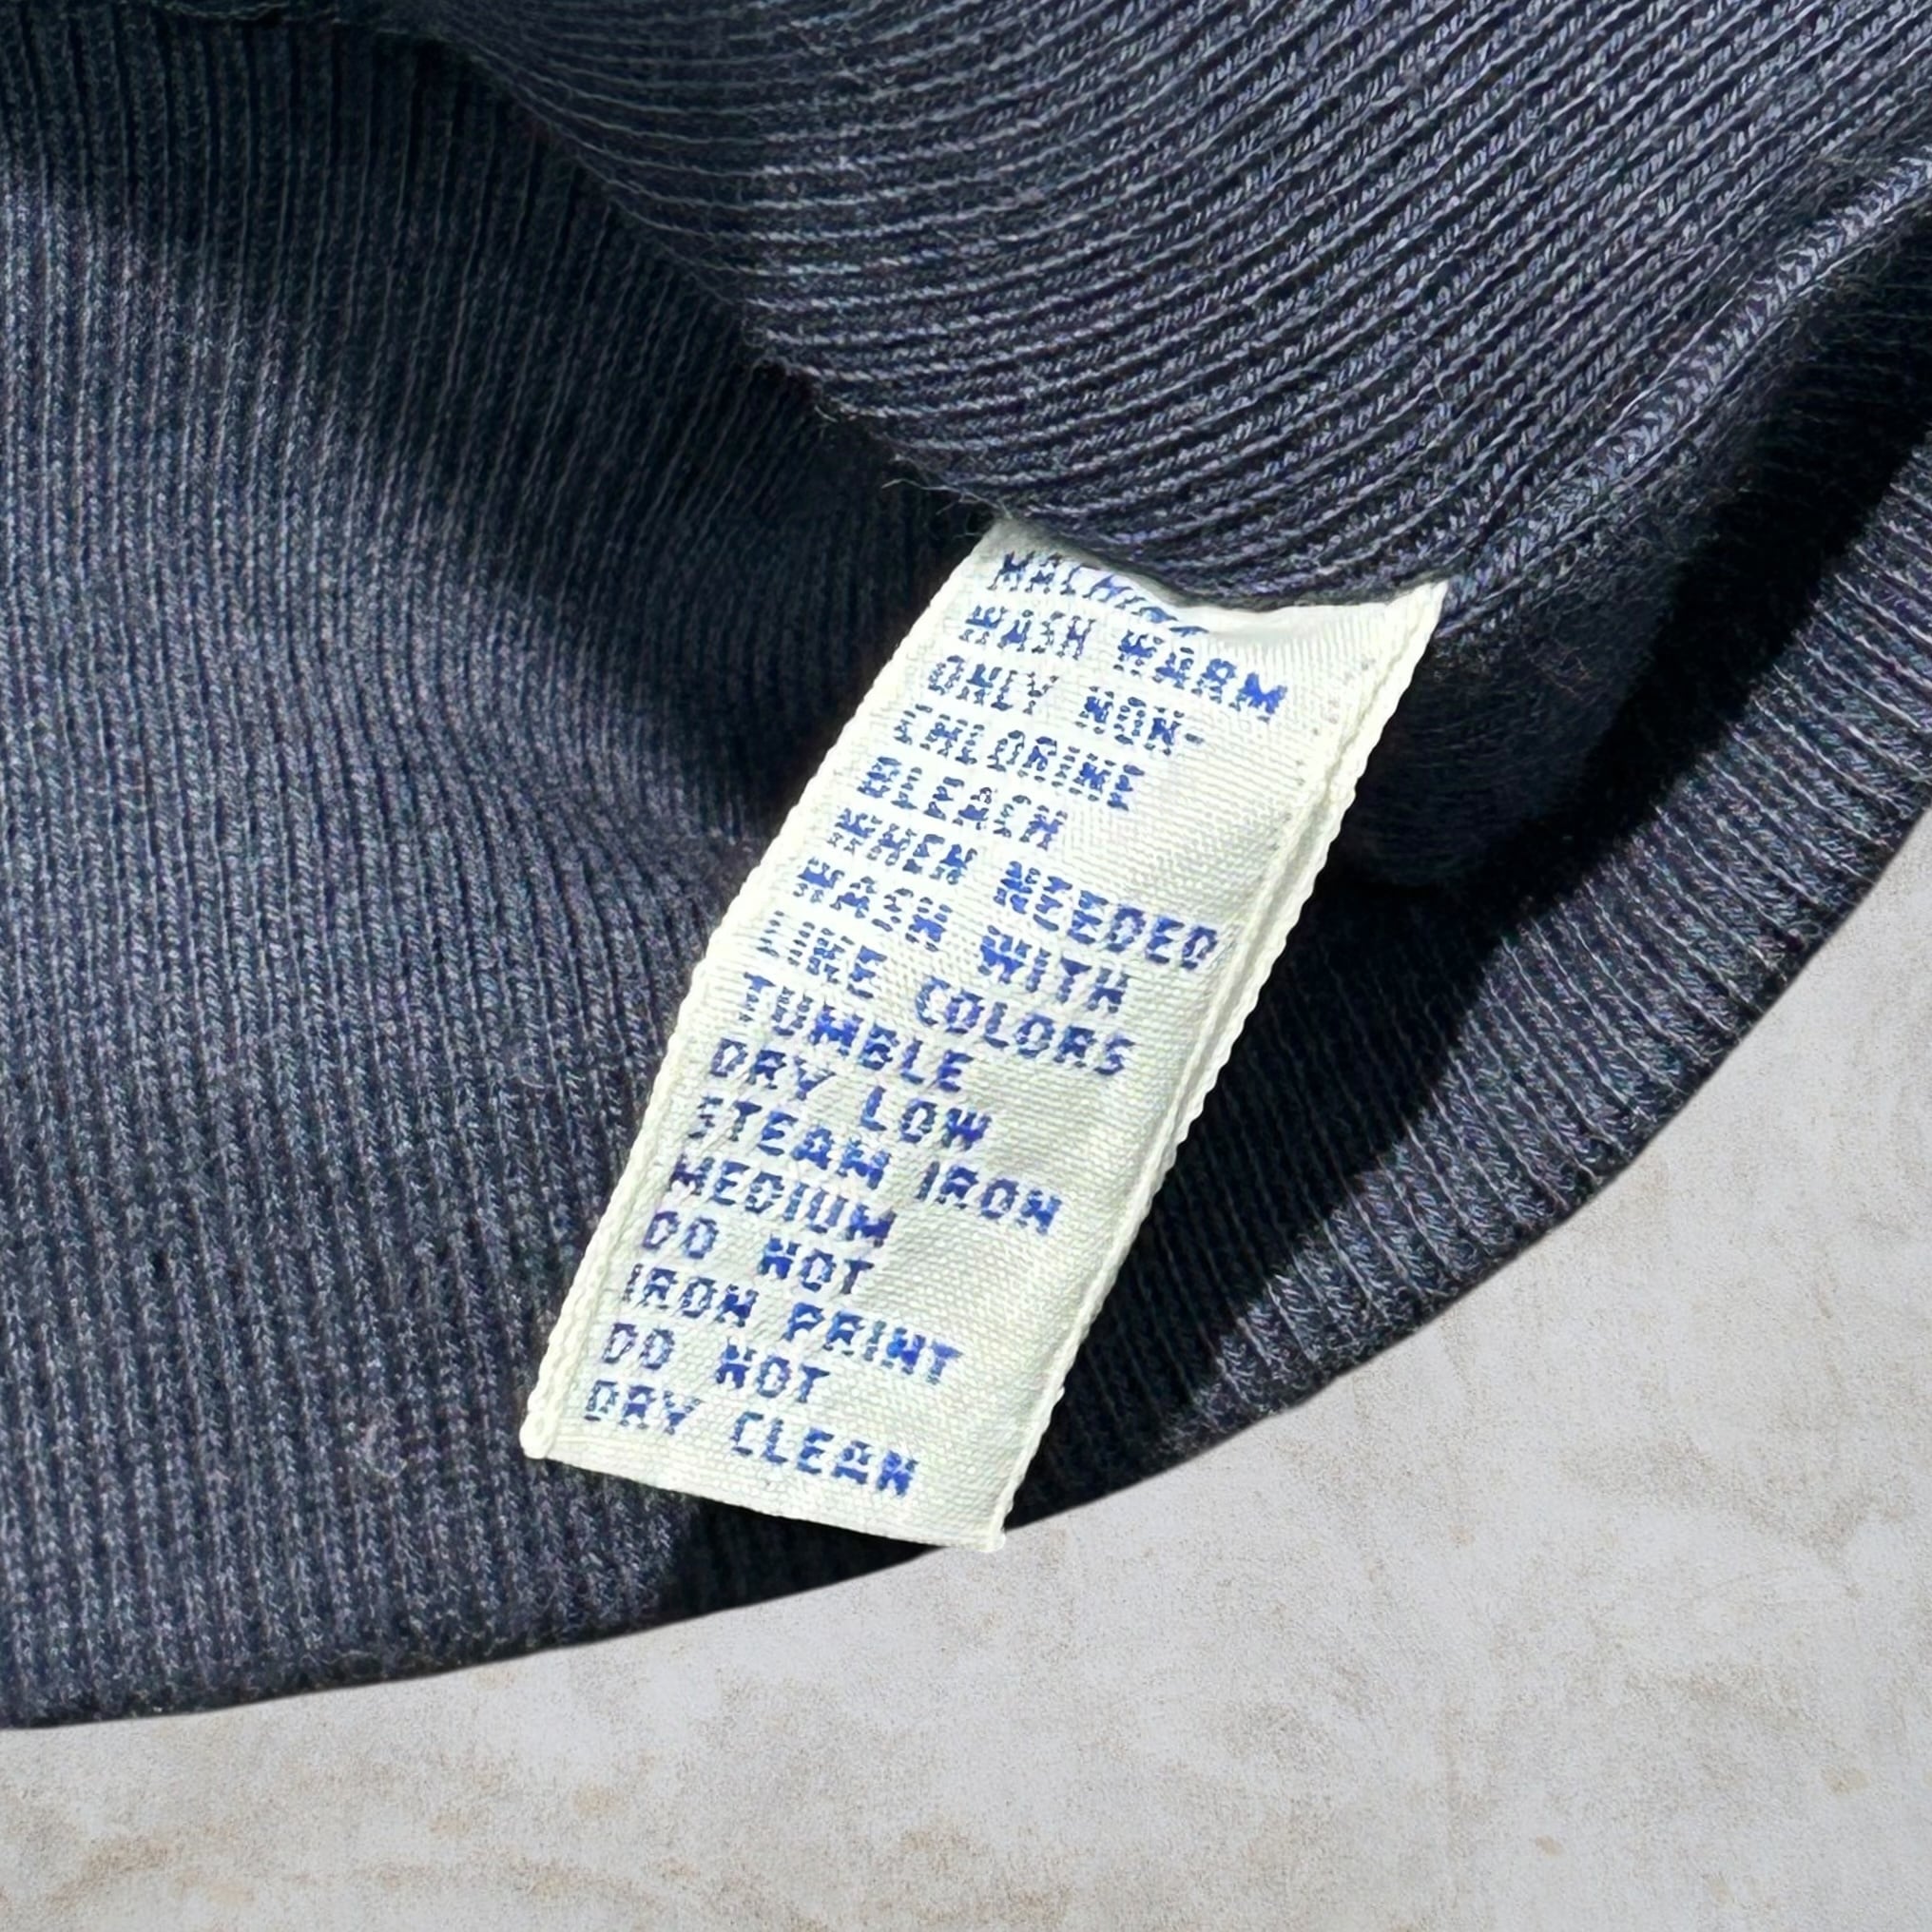 MACHINE
WASH WARM
ONLY NON-
CHLORINE
BLEACH
WHEN NEEDED
WASH WITH
LIKE COLORS
TUMBLE
DRY LOW
STEAM IRON
MEDIUM
DO NOT
IRON PRINT
DO NOT
DRY CLEAN